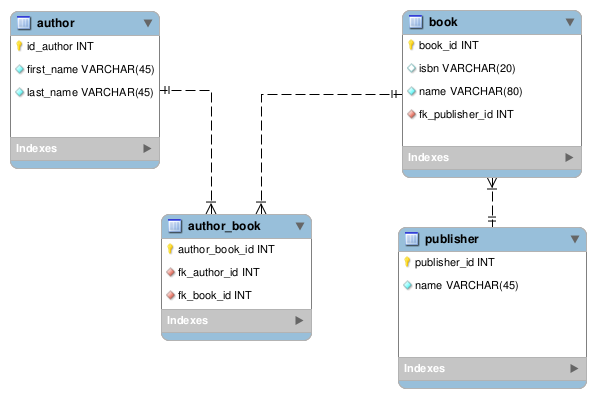 author
id_author INT
first_name VARCHAR(45)
last_name VARCHAR(45)
Indexes
book
book_id INT
isbn VARCHAR(20)
name VARCHAR(80)
fk_publisher_id INT
Indexes
author_book
author_book_id INT
fk_author_id INT
fk_book_id INT
Indexes
publisher
publisher_id INT
name VARCHAR(45)
Indexes